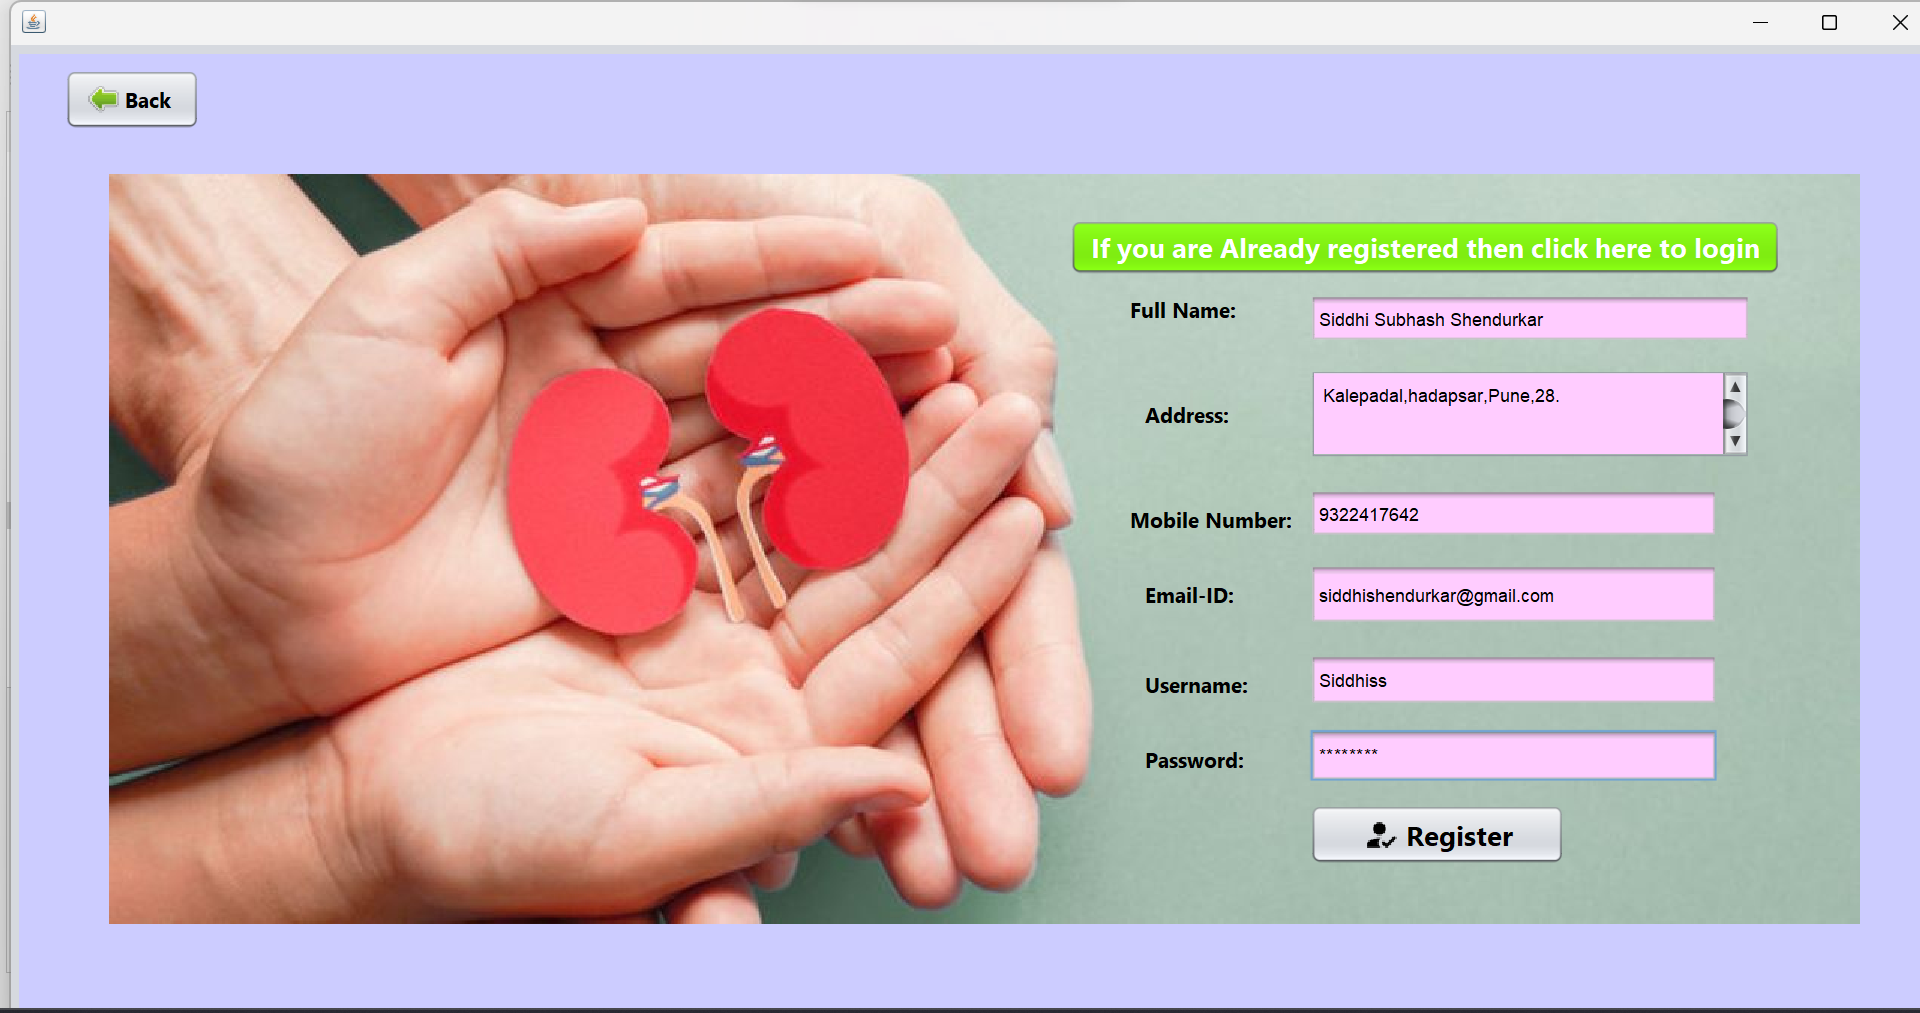 Back
If you are Already registered then click here to login
Full Name:
Siddhi Subhash Shendurkar
Address:
Kalepadal,hadapsar,Pune,28.
Mobile Number:
9322417642
Email-ID:
siddhishendurkar@gmail.com
Username:
Siddhiss
Password:
********
Register